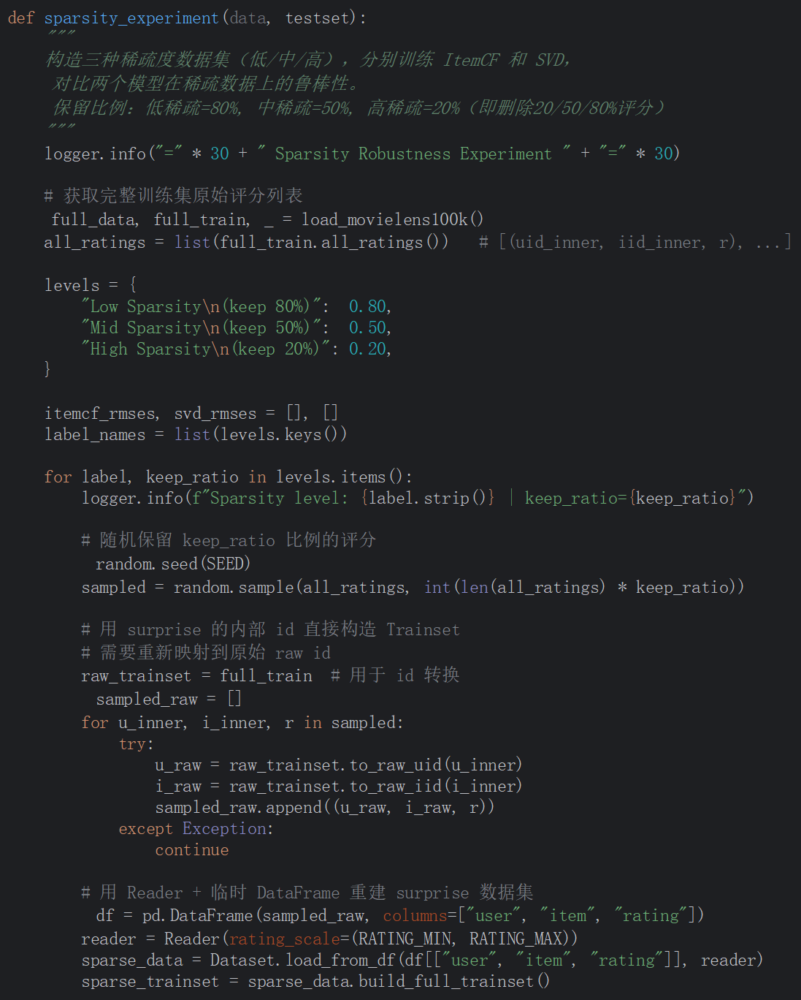 def sparsity_experiment(data, testset):
    """
    构造三种稀疏度数据集（低/中/高），分别训练 ItemCF 和 SVD，
    对比两个模型在稀疏数据上的鲁棒性。
    保留比例：低稀疏=80%, 中稀疏=50%, 高稀疏=20%（即删除20/50/80%评分）
    """
    logger.info("=" * 30 + " Sparsity Robustness Experiment " + "=" * 30)

    # 获取完整训练集原始评分列表
    full_data, full_train, _ = load_movielens100k()
    all_ratings = list(full_train.all_ratings())   # [(uid_inner, iid_inner, r), ...]

    levels = {
        "Low Sparsity\n(keep 80%)":  0.80,
        "Mid Sparsity\n(keep 50%)":  0.50,
        "High Sparsity\n(keep 20%)": 0.20,
    }

    itemcf_rmses, svd_rmses = [], []
    label_names = list(levels.keys())

    for label, keep_ratio in levels.items():
        logger.info(f"Sparsity level: {label.strip()} | keep_ratio={keep_ratio}")

        # 随机保留 keep_ratio 比例的评分
        random.seed(SEED)
        sampled = random.sample(all_ratings, int(len(all_ratings) * keep_ratio))

        # 用 surprise 的内部 id 直接构造 Trainset
        # 需要重新映射到原始 raw id
        raw_trainset = full_train  # 用于 id 转换
        sampled_raw = []
        for u_inner, i_inner, r in sampled:
            try:
                u_raw = raw_trainset.to_raw_uid(u_inner)
                i_raw = raw_trainset.to_raw_iid(i_inner)
                sampled_raw.append((u_raw, i_raw, r))
            except Exception:
                continue

        # 用 Reader + 临时 DataFrame 重建 surprise 数据集
        df = pd.DataFrame(sampled_raw, columns=["user", "item", "rating"])
        reader = Reader(rating_scale=(RATING_MIN, RATING_MAX))
        sparse_data = Dataset.load_from_df(df[["user", "item", "rating"]], reader)
        sparse_trainset = sparse_data.build_full_trainset()